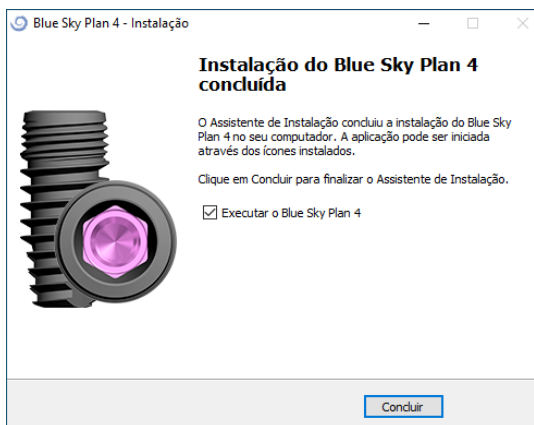 Blue Sky Plan 4 - Instalação
Instalação do Blue Sky Plan 4
concluída
O Assistente de Instalação concluiu a instalação do Blue Sky
Plan 4 no seu computador. A aplicação pode ser iniciada
através dos ícones instalados.
Clique em Concluir para finalizar o Assistente de Instalação.
Executar o Blue Sky Plan 4
Concluir